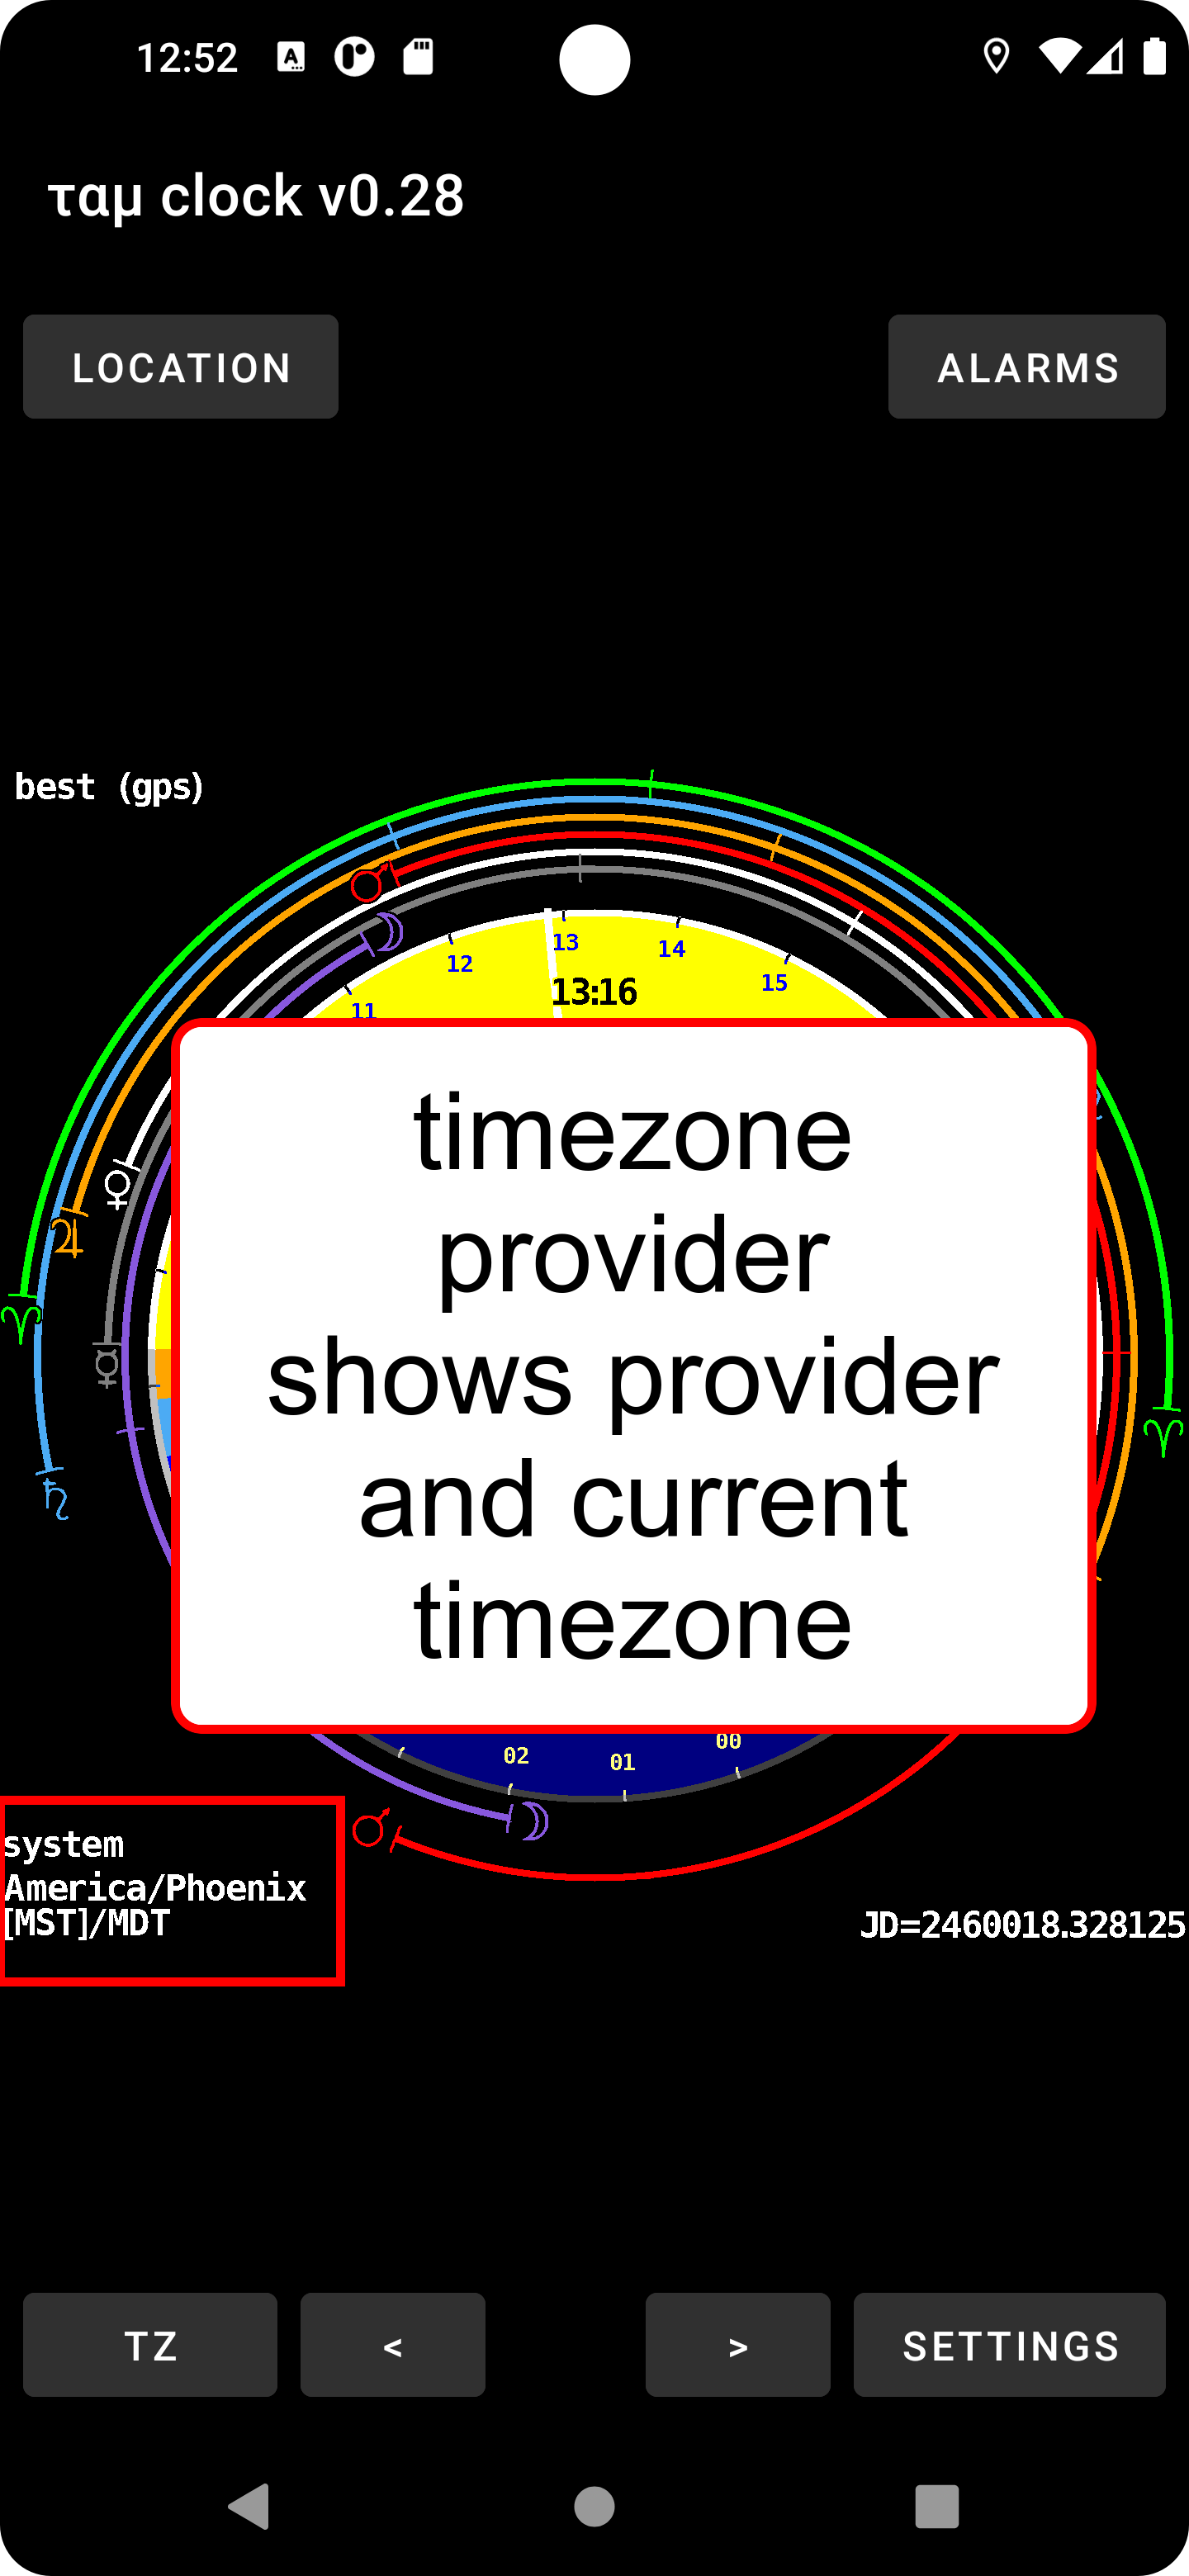 12:52
ταμ clock v0.28
LOCATION
ALARMS
best (gps)
13
14
12
15
13:16
11
timezone
provider
shows provider
and current
timezone
00
02
01
system
America/Phoenix
[MST]/MDT
JD=2460018.328125
TZ
<
>
SETTINGS